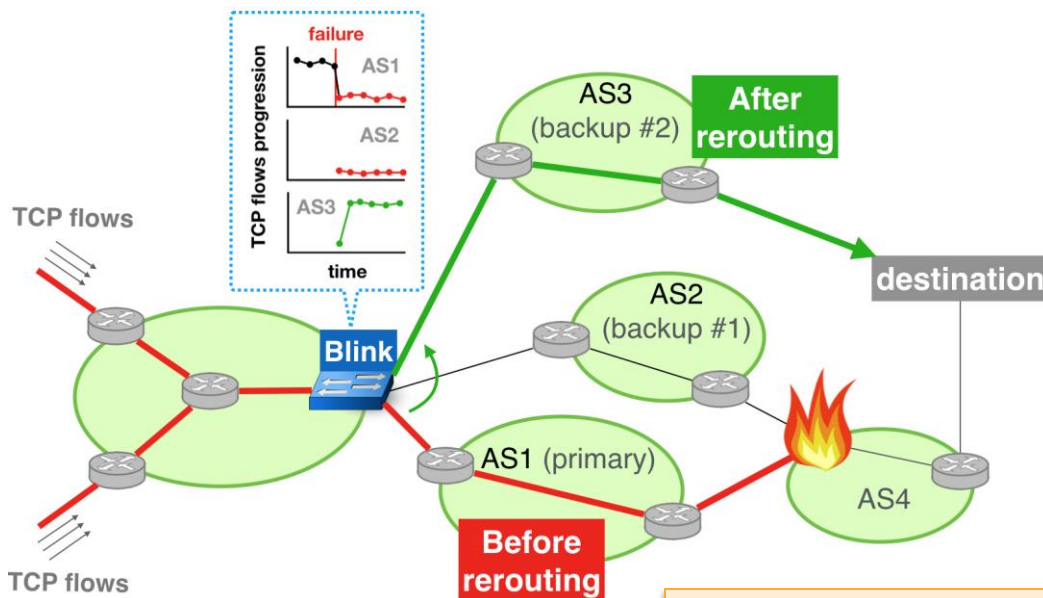 failure
AS1
AS2
AS3
TCP flows progression
time
TCP flows
TCP flows
Blink
AS3
(backup #2)
After
rerouting
destination
AS2
(backup #1)
AS1 (primary)
Before
rerouting
AS4